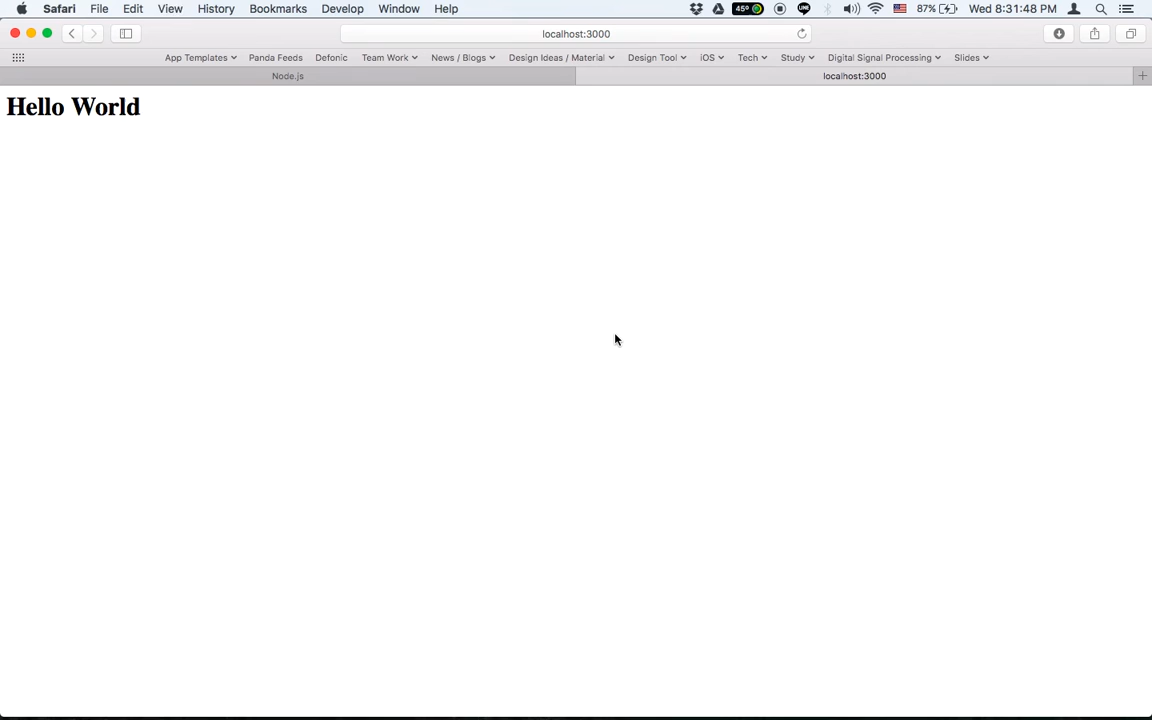 Safari File Edit View History Bookmarks Develop Window Help 45° LINE 87% Wed 8:31:48 PM
localhost:3000
App Templates Panda Feeds Defonic Team Work News / Blogs Design Ideas / Material Design Tool iOS Tech Study Digital Signal Processing Slides
Node.js localhost:3000
Hello World